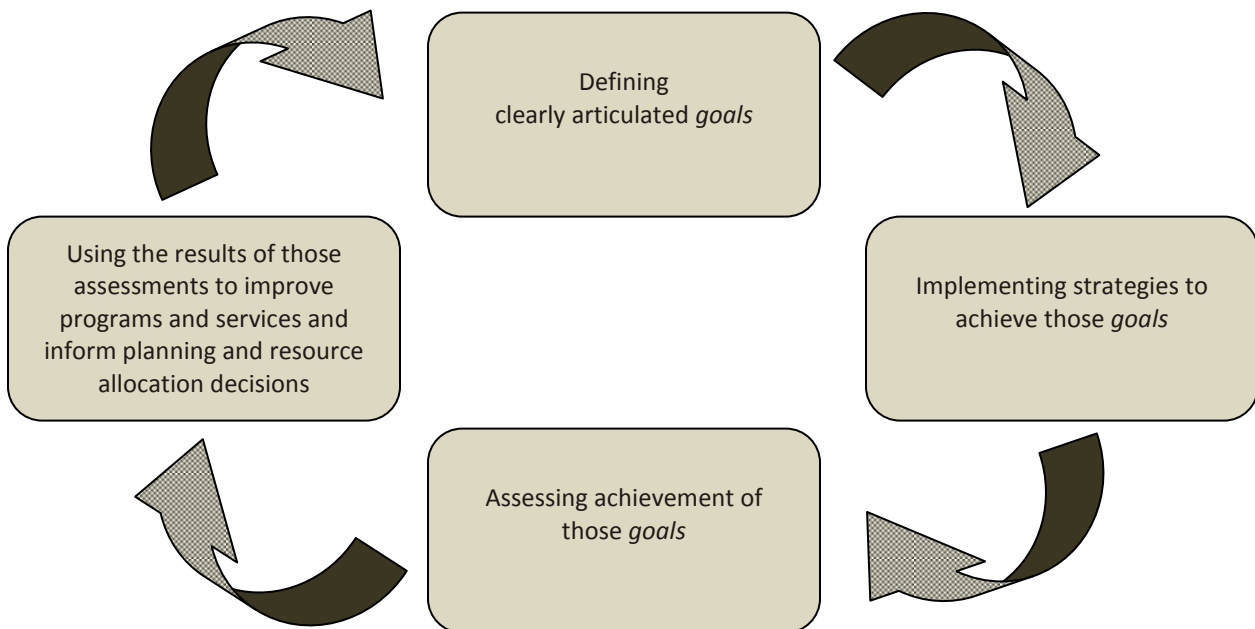 Defining
clearly articulated goals
Using the results of those
assessments to improve
programs and services and
inform planning and resource
allocation decisions
Implementing strategies to
achieve those goals
Assessing achievement of
those goals